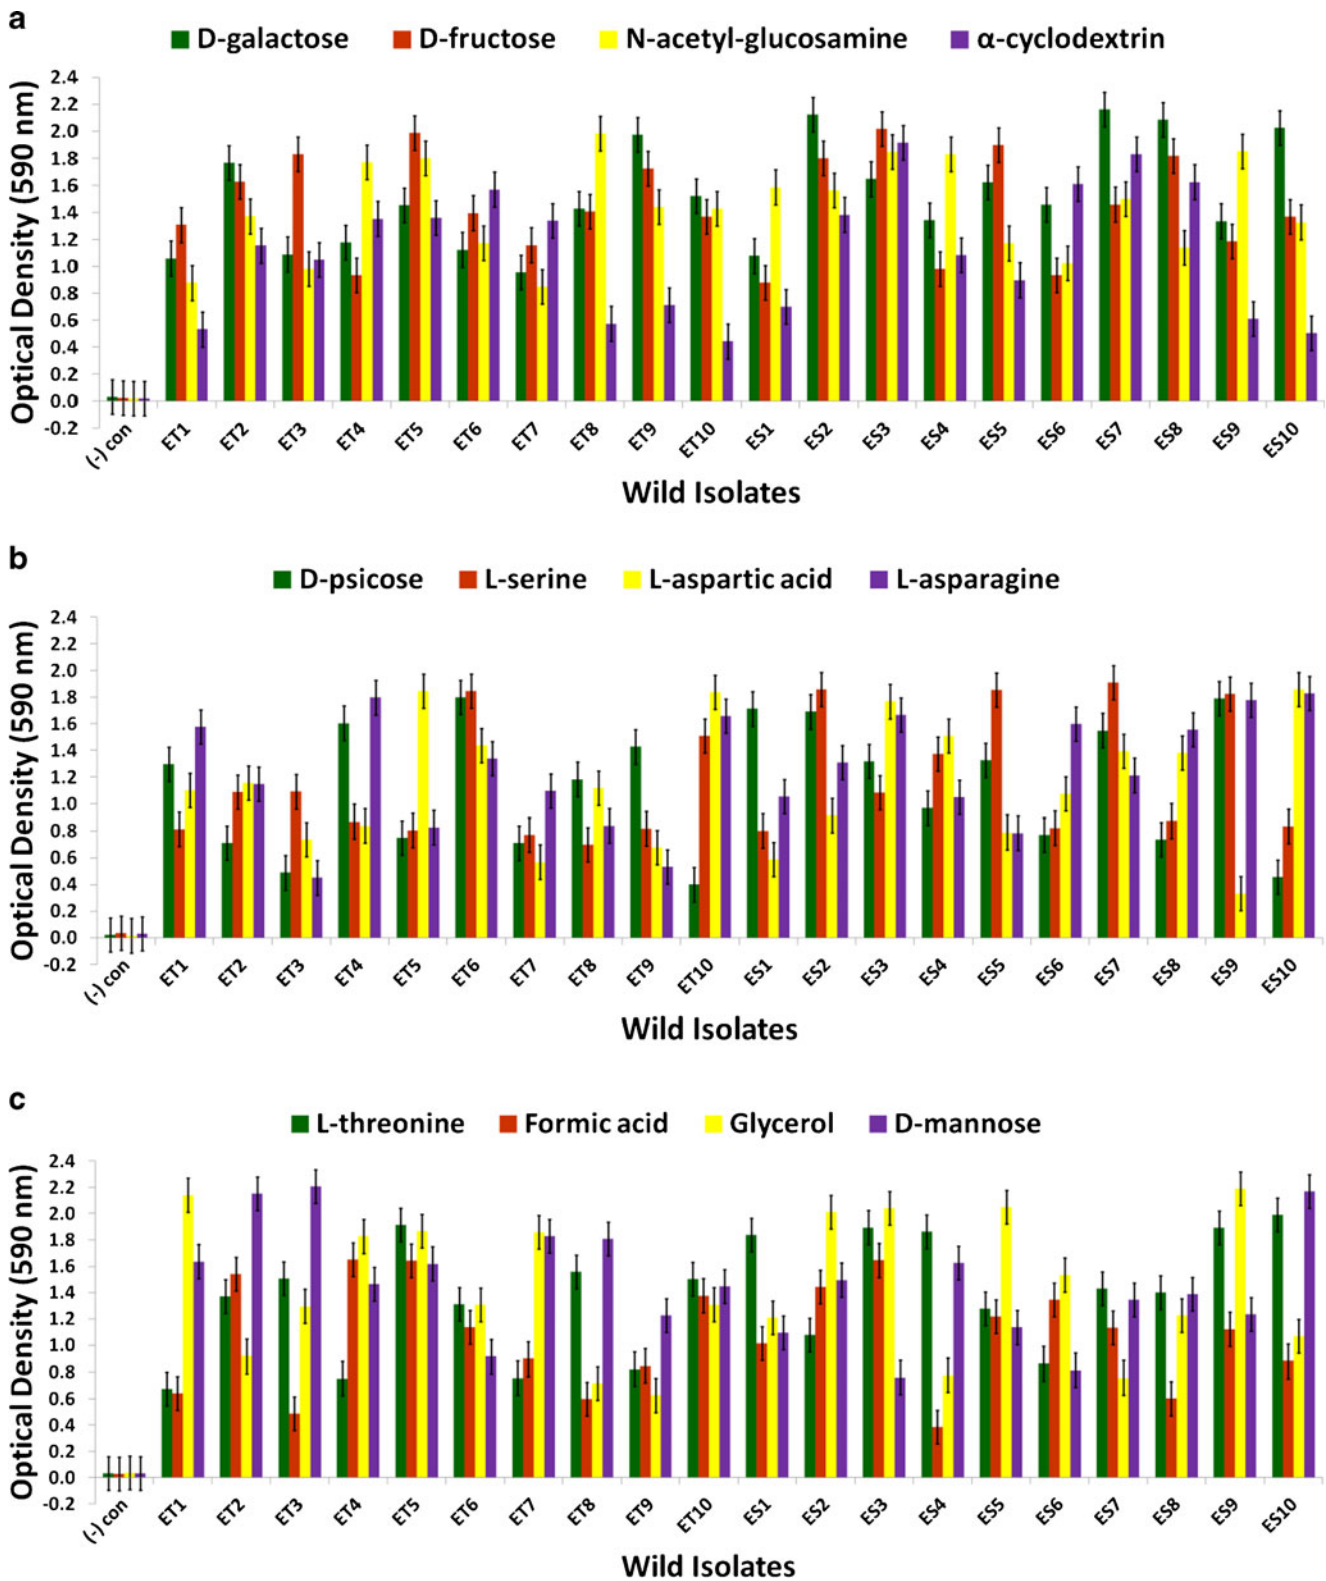 a
D-galactose D-fructose N-acetyl-glucosamine α-cyclodextrin
Optical Density (590 nm)
2.4
2.2
2.0
1.8
1.6
1.4
1.2
1.0
0.8
0.6
0.4
0.2
0.0
-0.2
(-) con ET1 ET2 ET3 ET4 ET5 ET6 ET7 ET8 ET9 ET10 ES1 ES2 ES3 ES4 ES5 ES6 ES7 ES8 ES9 ES10
Wild Isolates
b
D-psicose L-serine L-aspartic acid L-asparagine
Optical Density (590 nm)
2.4
2.2
2.0
1.8
1.6
1.4
1.2
1.0
0.8
0.6
0.4
0.2
0.0
-0.2
(-) con ET1 ET2 ET3 ET4 ET5 ET6 ET7 ET8 ET9 ET10 ES1 ES2 ES3 ES4 ES5 ES6 ES7 ES8 ES9 ES10
Wild Isolates
c
L-threonine Formic acid Glycerol D-mannose
Optical Density (590 nm)
2.4
2.2
2.0
1.8
1.6
1.4
1.2
1.0
0.8
0.6
0.4
0.2
0.0
-0.2
(-) con ET1 ET2 ET3 ET4 ET5 ET6 ET7 ET8 ET9 ET10 ES1 ES2 ES3 ES4 ES5 ES6 ES7 ES8 ES9 ES10
Wild Isolates